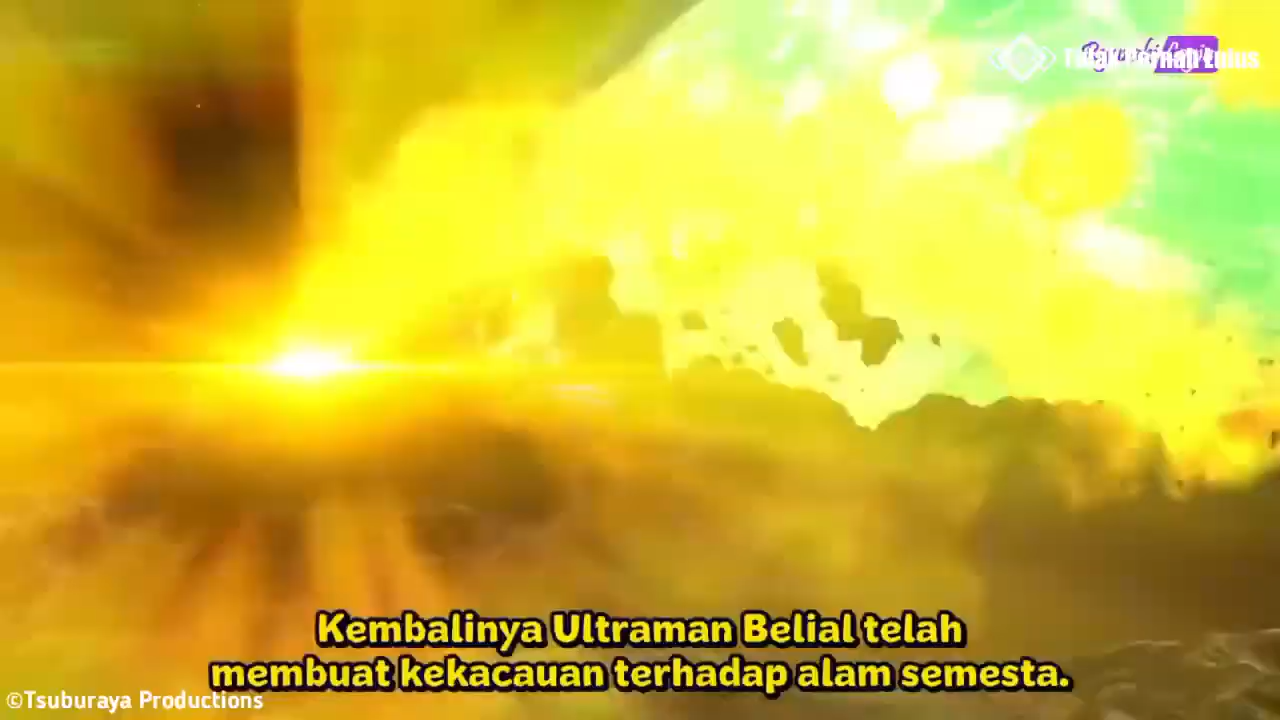 Kembalinya Ultraman Belial telah
membuat kekacauan terhadap alam semesta.
©Tsuburaya Productions